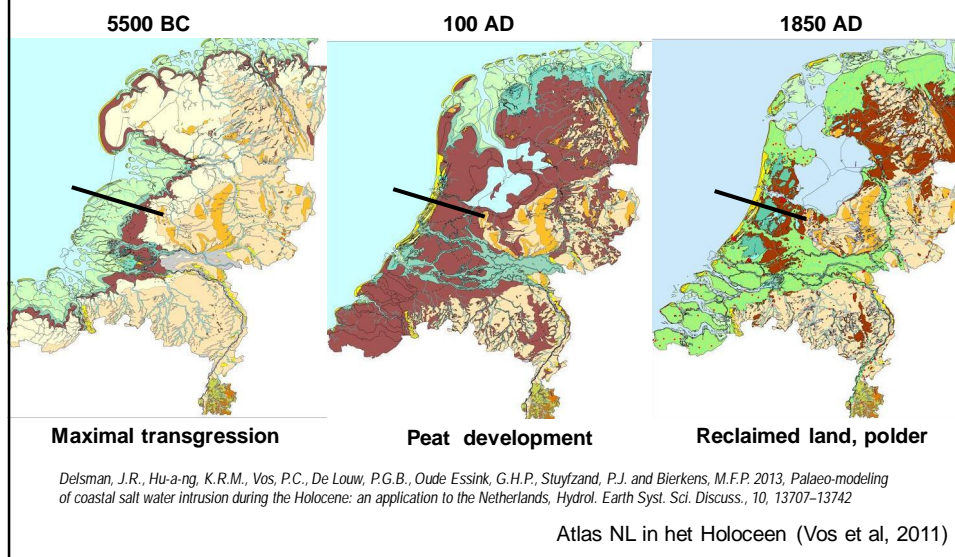 5500 BC
100 AD
1850 AD
Maximal transgression
Peat development
Reclaimed land, polder
Delsman, J.R., Hu-a-ng, K.R.M., Vos, P.C., De Louw, P.G.B., Oude Essink, G.H.P., Stuyfzand, P.J. and Bierkens, M.F.P. 2013, Palaeo-modeling
of coastal salt water intrusion during the Holocene: an application to the Netherlands, Hydrol. Earth Syst. Sci. Discuss., 10, 13707–13742
Atlas NL in het Holoceen (Vos et al, 2011)